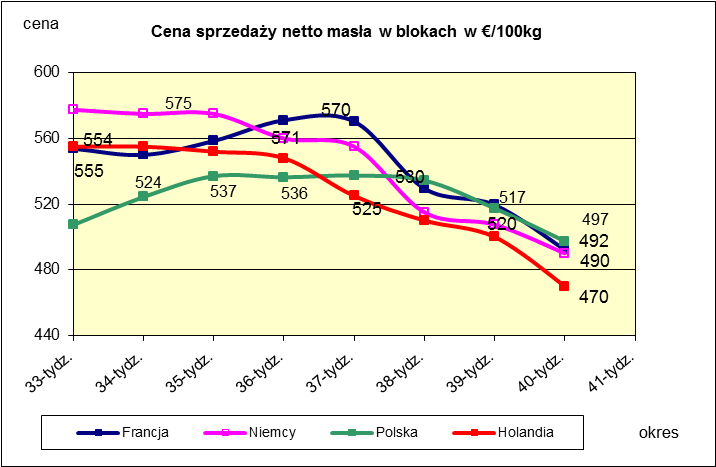 cena
Cena sprzedaży netto masła w blokach w €/100kg
600
560
520
480
440
575
570
554
571
555
524
537
536
530
525
517
520
497
492
490
470
33-tydz.
34-tydz.
35-tydz.
36-tydz.
37-tydz.
38-tydz.
39-tydz.
40-tydz.
41-tydz.
Francja
Niemcy
Polska
Holandia
okres